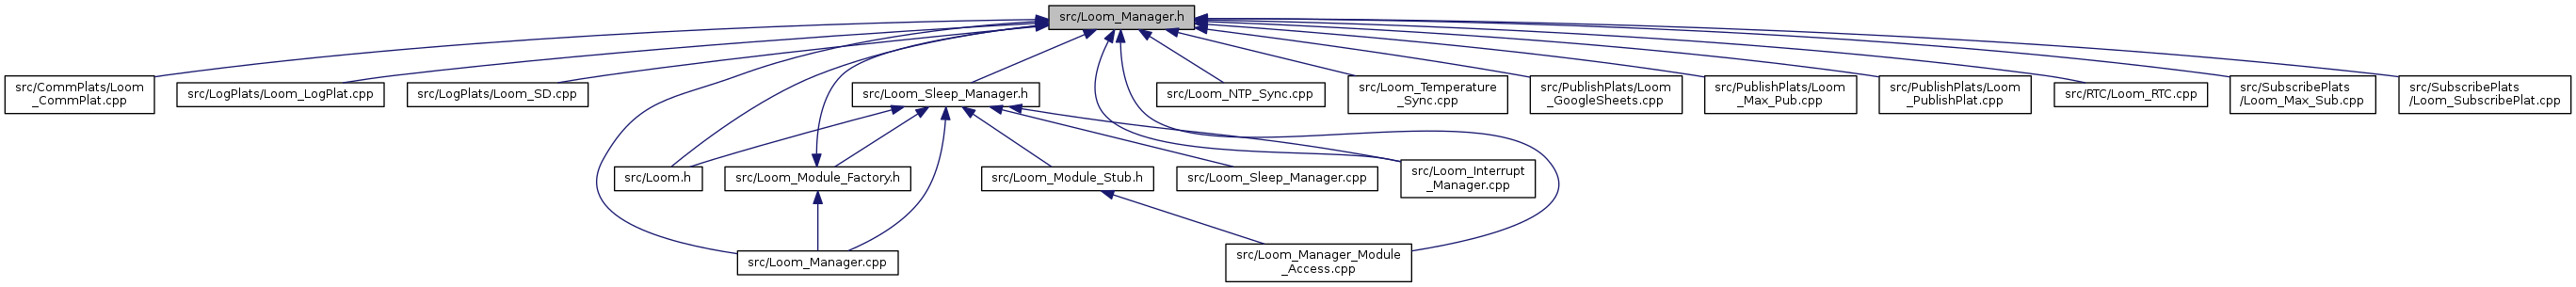 src/Loom_Manager.h
src/CommPlats/Loom
_CommPlat.cpp
src/LogPlats/Loom_LogPlat.cpp
src/LogPlats/Loom_SD.cpp
src/Loom_Sleep_Manager.h
src/Loom_NTP_Sync.cpp
src/Loom_Temperature
_Sync.cpp
src/PublishPlats/Loom
_GoogleSheets.cpp
src/PublishPlats/Loom
_Max_Pub.cpp
src/PublishPlats/Loom
_PublishPlat.cpp
src/RTC/Loom_RTC.cpp
src/SubscribePlats
/Loom_Max_Sub.cpp
src/SubscribePlats
/Loom_SubscribePlat.cpp
src/Loom.h
src/Loom_Module_Factory.h
src/Loom_Module_Stub.h
src/Loom_Sleep_Manager.cpp
src/Loom_Interrupt
_Manager.cpp
src/Loom_Manager.cpp
src/Loom_Manager_Module
_Access.cpp